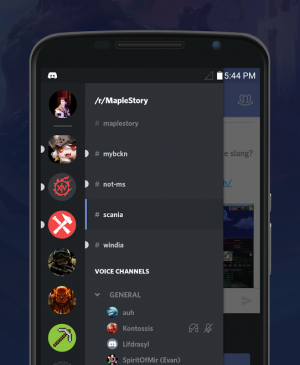 5:44 PM
/r/MapleStory
# maplestory
# mybckn
# not-ms
e slang?
# scania
# windia
VOICE CHANNELS
GENERAL
auh
Kontossis
Lifdrasyl
SpiritOfMir (Evan)